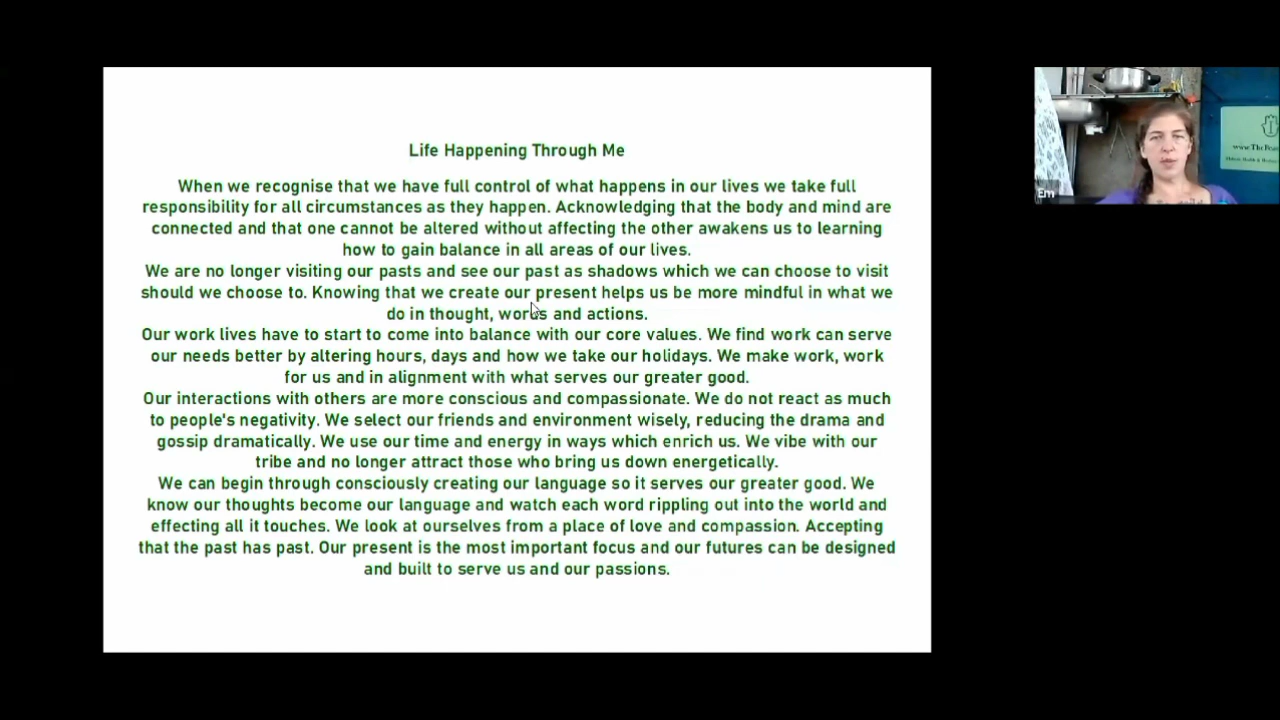 Life Happening Through Me
When we recognise that we have full control of what happens in our lives we take full
responsibility for all circumstances as they happen. Acknowledging that the body and mind are
connected and that one cannot be altered without affecting the other awakens us to learning
how to gain balance in all areas of our lives.
We are no longer visiting our pasts and see our past as shadows which we can choose to visit
should we choose to. Knowing that we create our present helps us be more mindful in what we
do in thought, works and actions.
Our work lives have to start to come into balance with our core values. We find work can serve
our needs better by altering hours, days and how we take our holidays. We make work, work
for us and in alignment with what serves our greater good.
Our interactions with others are more conscious and compassionate. We do not react as much
to people's negativity. We select our friends and environment wisely, reducing the drama and
gossip dramatically. We use our time and energy in ways which enrich us. We vibe with our
tribe and no longer attract those who bring us down energetically.
We can begin through consciously creating our language so it serves our greater good. We
know our thoughts become our language and watch each word rippling out into the world and
effecting all it touches. We look at ourselves from a place of love and compassion. Accepting
that the past has past. Our present is the most important focus and our futures can be designed
and built to serve us and our passions.
Em